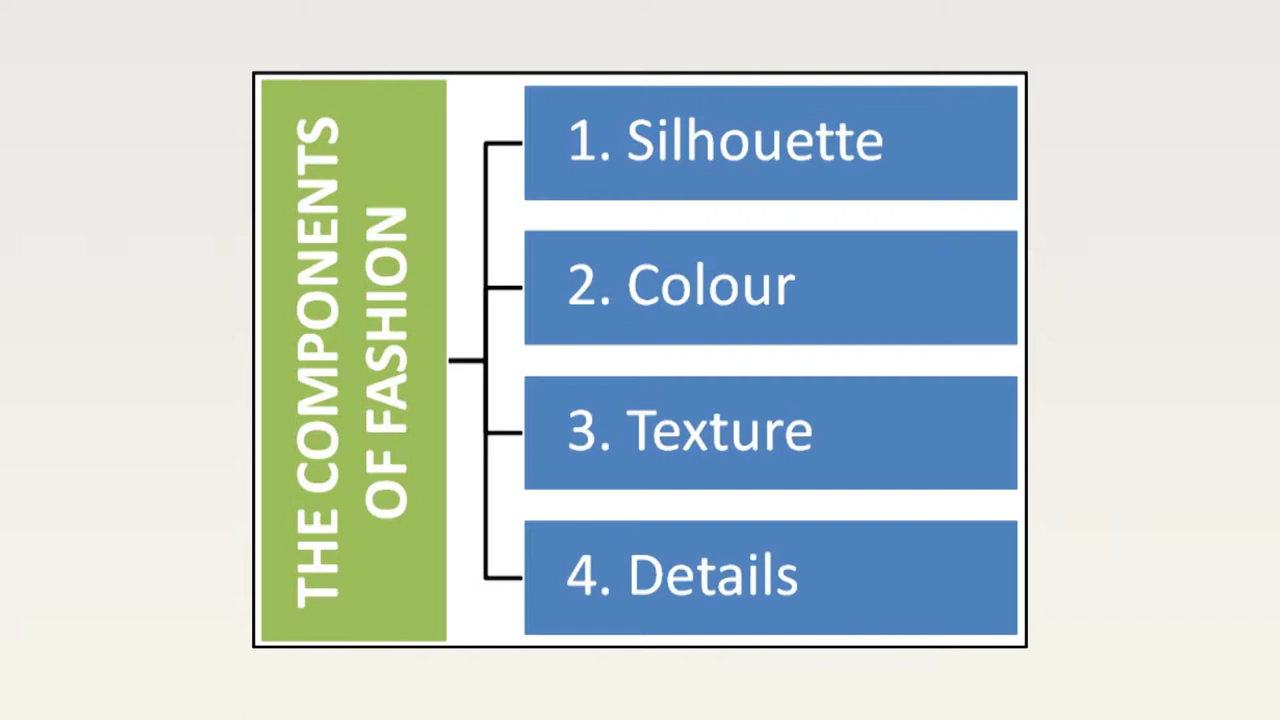 THE COMPONENTS
OF FASHION
1. Silhouette
2. Colour
3. Texture
4. Details